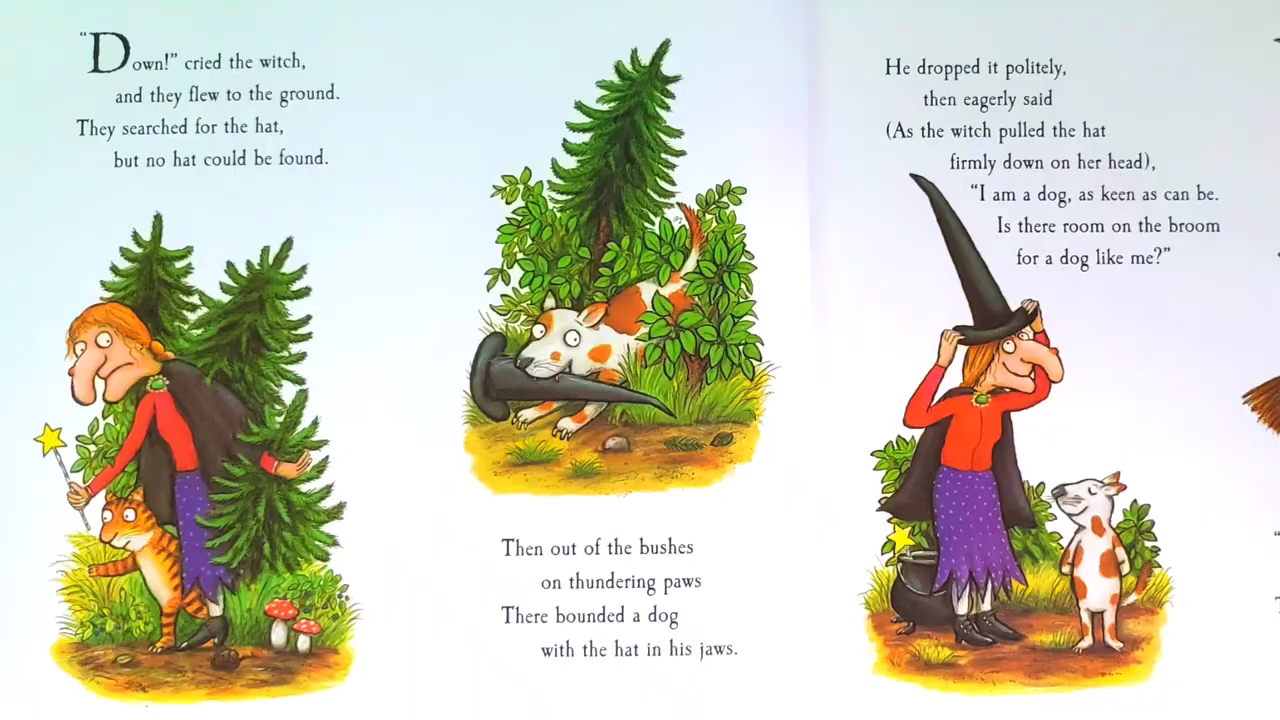 “Down!” cried the witch,
and they flew to the ground.
They searched for the hat,
but no hat could be found.
Then out of the bushes
on thundering paws
There bounded a dog
with the hat in his jaws.
He dropped it politely,
then eagerly said
(As the witch pulled the hat
firmly down on her head),
“I am a dog, as keen as can be.
Is there room on the broom
for a dog like me?”